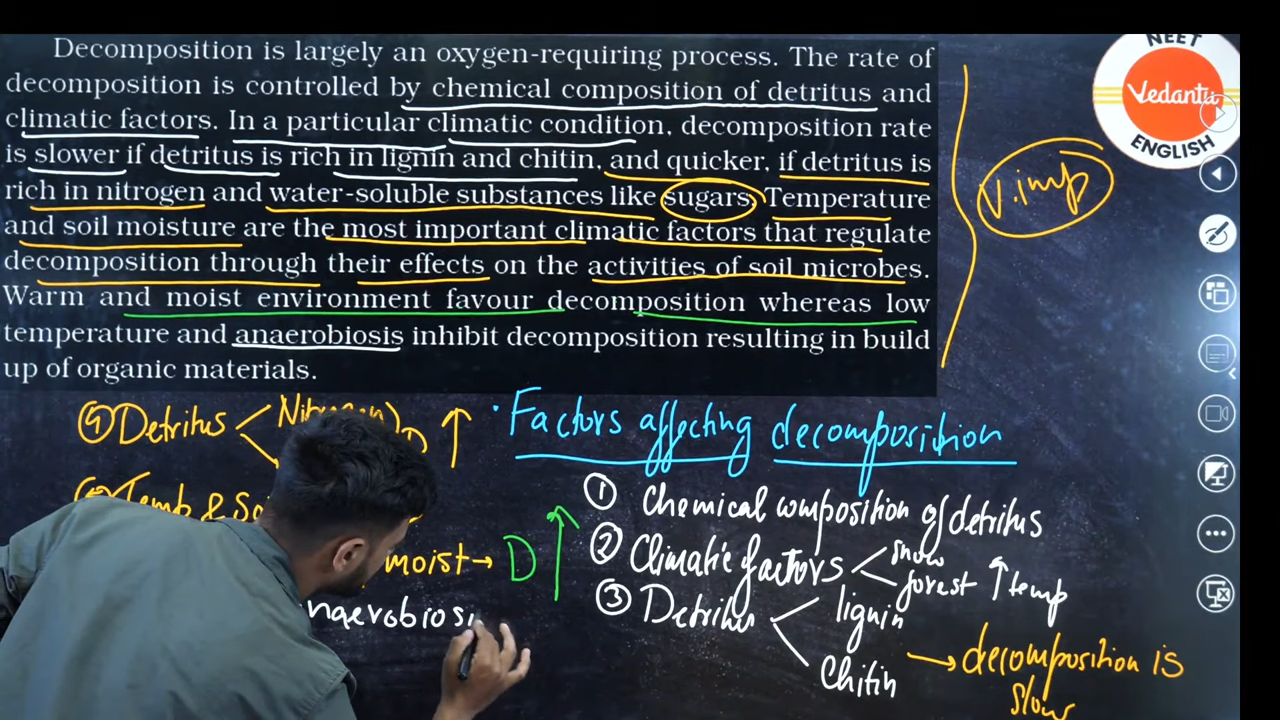 Decomposition is largely an oxygen-requiring process. The rate of
decomposition is controlled by chemical composition of detritus and
climatic factors. In a particular climatic condition, decomposition rate
is slower if detritus is rich in lignin and chitin, and quicker, if detritus is
rich in nitrogen and water-soluble substances like sugars. Temperature
and soil moisture are the most important climatic factors that regulate
decomposition through their effects on the activities of soil microbes.
Warm and moist environment favour decomposition whereas low
temperature and anaerobiosis inhibit decomposition resulting in build
up of organic materials.
NEET
Vedantu
ENGLISH
V.imp
④ Detritus
Temp &
moist → D ↑
• Factors affecting decomposition
① Chemical composition of detritus
② Climatic factors
snow
forest ↑ temp
③ Detritus
lignin
Chitin
→ decomposition is
slow